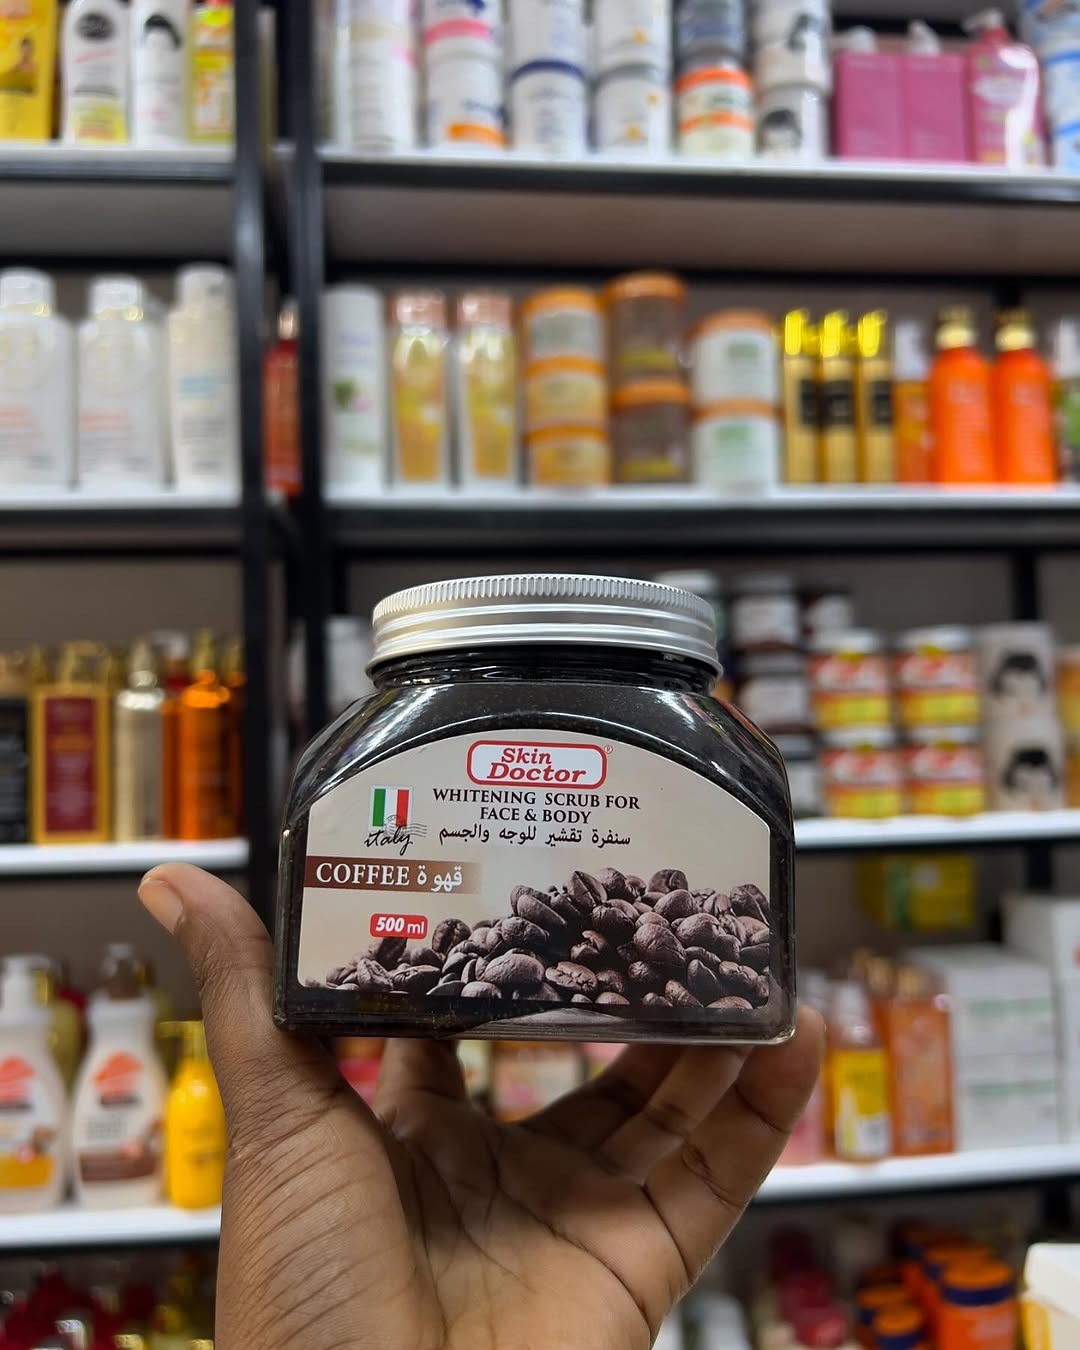 Skin
Doctor®
WHITENING SCRUB FOR
FACE & BODY
سنفرة تقشير للوجه والجسم
italy
COFFEE قهوة
500 ml